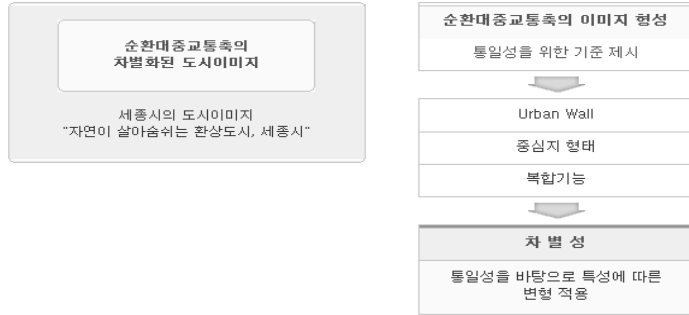 순환대중교통축의
차별화된 도시이미지
세종시의 도시이미지
"자연이 살아숨쉬는 환상도시, 세종시"
순환대중교통축의 이미지 형성
통일성을 위한 기준 제시
Urban Wall
중심지 형태
복합기능
차 별 성
통일성을 바탕으로 특성에 따른
변형 적용